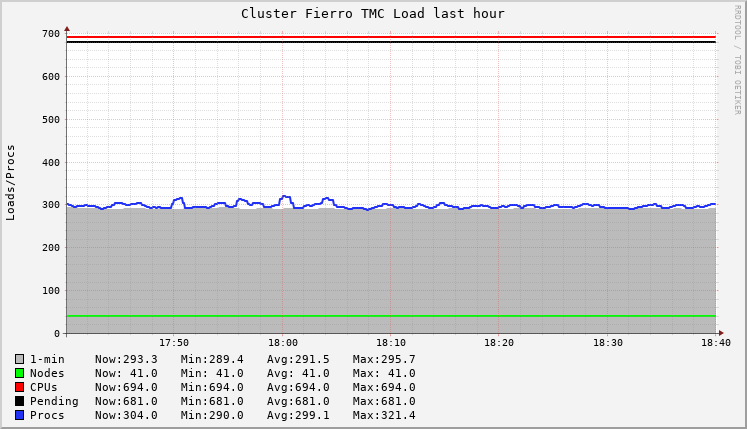 Cluster Fierro TMC Load last hour
RRDTOOL / TOBI OETIKER
Loads/Procs
700
600
500
400
300
200
100
0
17:50 18:00 18:10 18:20 18:30 18:40
1-min Now:293.3 Min:289.4 Avg:291.5 Max:295.7
Nodes Now: 41.0 Min: 41.0 Avg: 41.0 Max: 41.0
CPUs Now:694.0 Min:694.0 Avg:694.0 Max:694.0
Pending Now:681.0 Min:681.0 Avg:681.0 Max:681.0
Procs Now:304.0 Min:290.0 Avg:299.1 Max:321.4